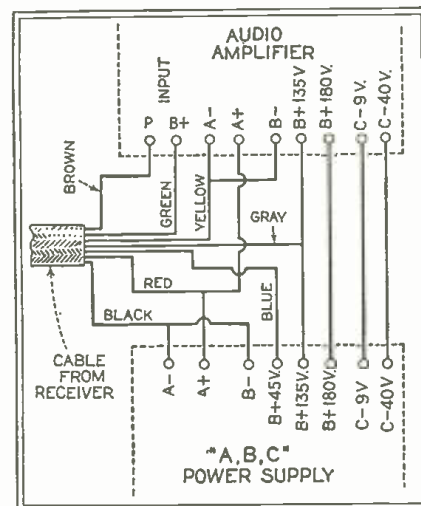 AUDIO
AMPLIFIER
INPUT
P
B+
A-
A+
B-
B+135V.
B+180V.
C-9V.
C-40V.
BROWN
GREEN
YELLOW
GRAY
RED
BLUE
BLACK
CABLE
FROM
RECEIVER
A-
A+
B-
B+45V.
B+135V.
B+180V.
C-9V
C-40V
"A,B,C"
POWER SUPPLY